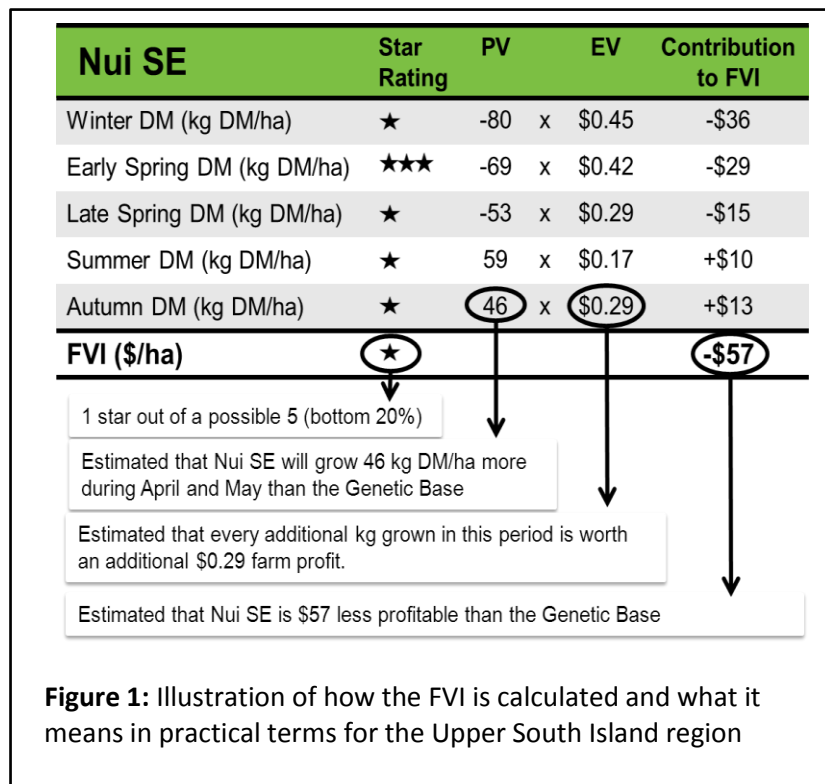 Nui SE Star Rating PV EV Contribution to FVI
Winter DM (kg DM/ha) ★ -80 x $0.45 -$36
Early Spring DM (kg DM/ha) ★★★ -69 x $0.42 -$29
Late Spring DM (kg DM/ha) ★ -53 x $0.29 -$15
Summer DM (kg DM/ha) ★ 59 x $0.17 +$10
Autumn DM (kg DM/ha) ★ 46 x $0.29 +$13
FVI ($/ha) ★ -$57
1 star out of a possible 5 (bottom 20%)
Estimated that Nui SE will grow 46 kg DM/ha more
during April and May than the Genetic Base
Estimated that every additional kg grown in this period is worth
an additional $0.29 farm profit.
Estimated that Nui SE is $57 less profitable than the Genetic Base
Figure 1: Illustration of how the FVI is calculated and what it
means in practical terms for the Upper South Island region